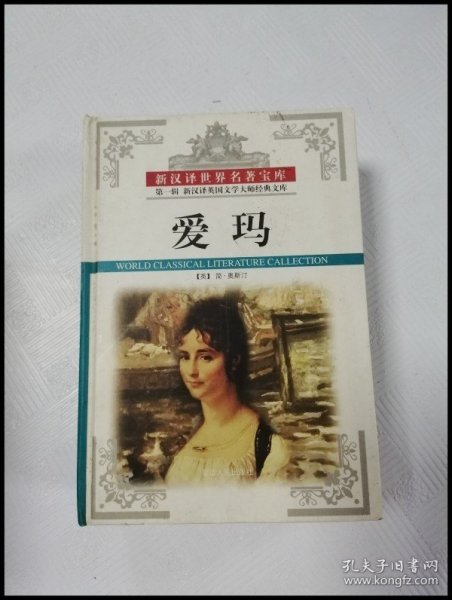 新汉译世界名著宝库
第一辑 新汉译英国文学大师经典文库
爱玛
WORLD CLASSICAL LITERATURE CALLECTION
【英】 简·奥斯汀
孔夫子旧书网
www.kongfz.com